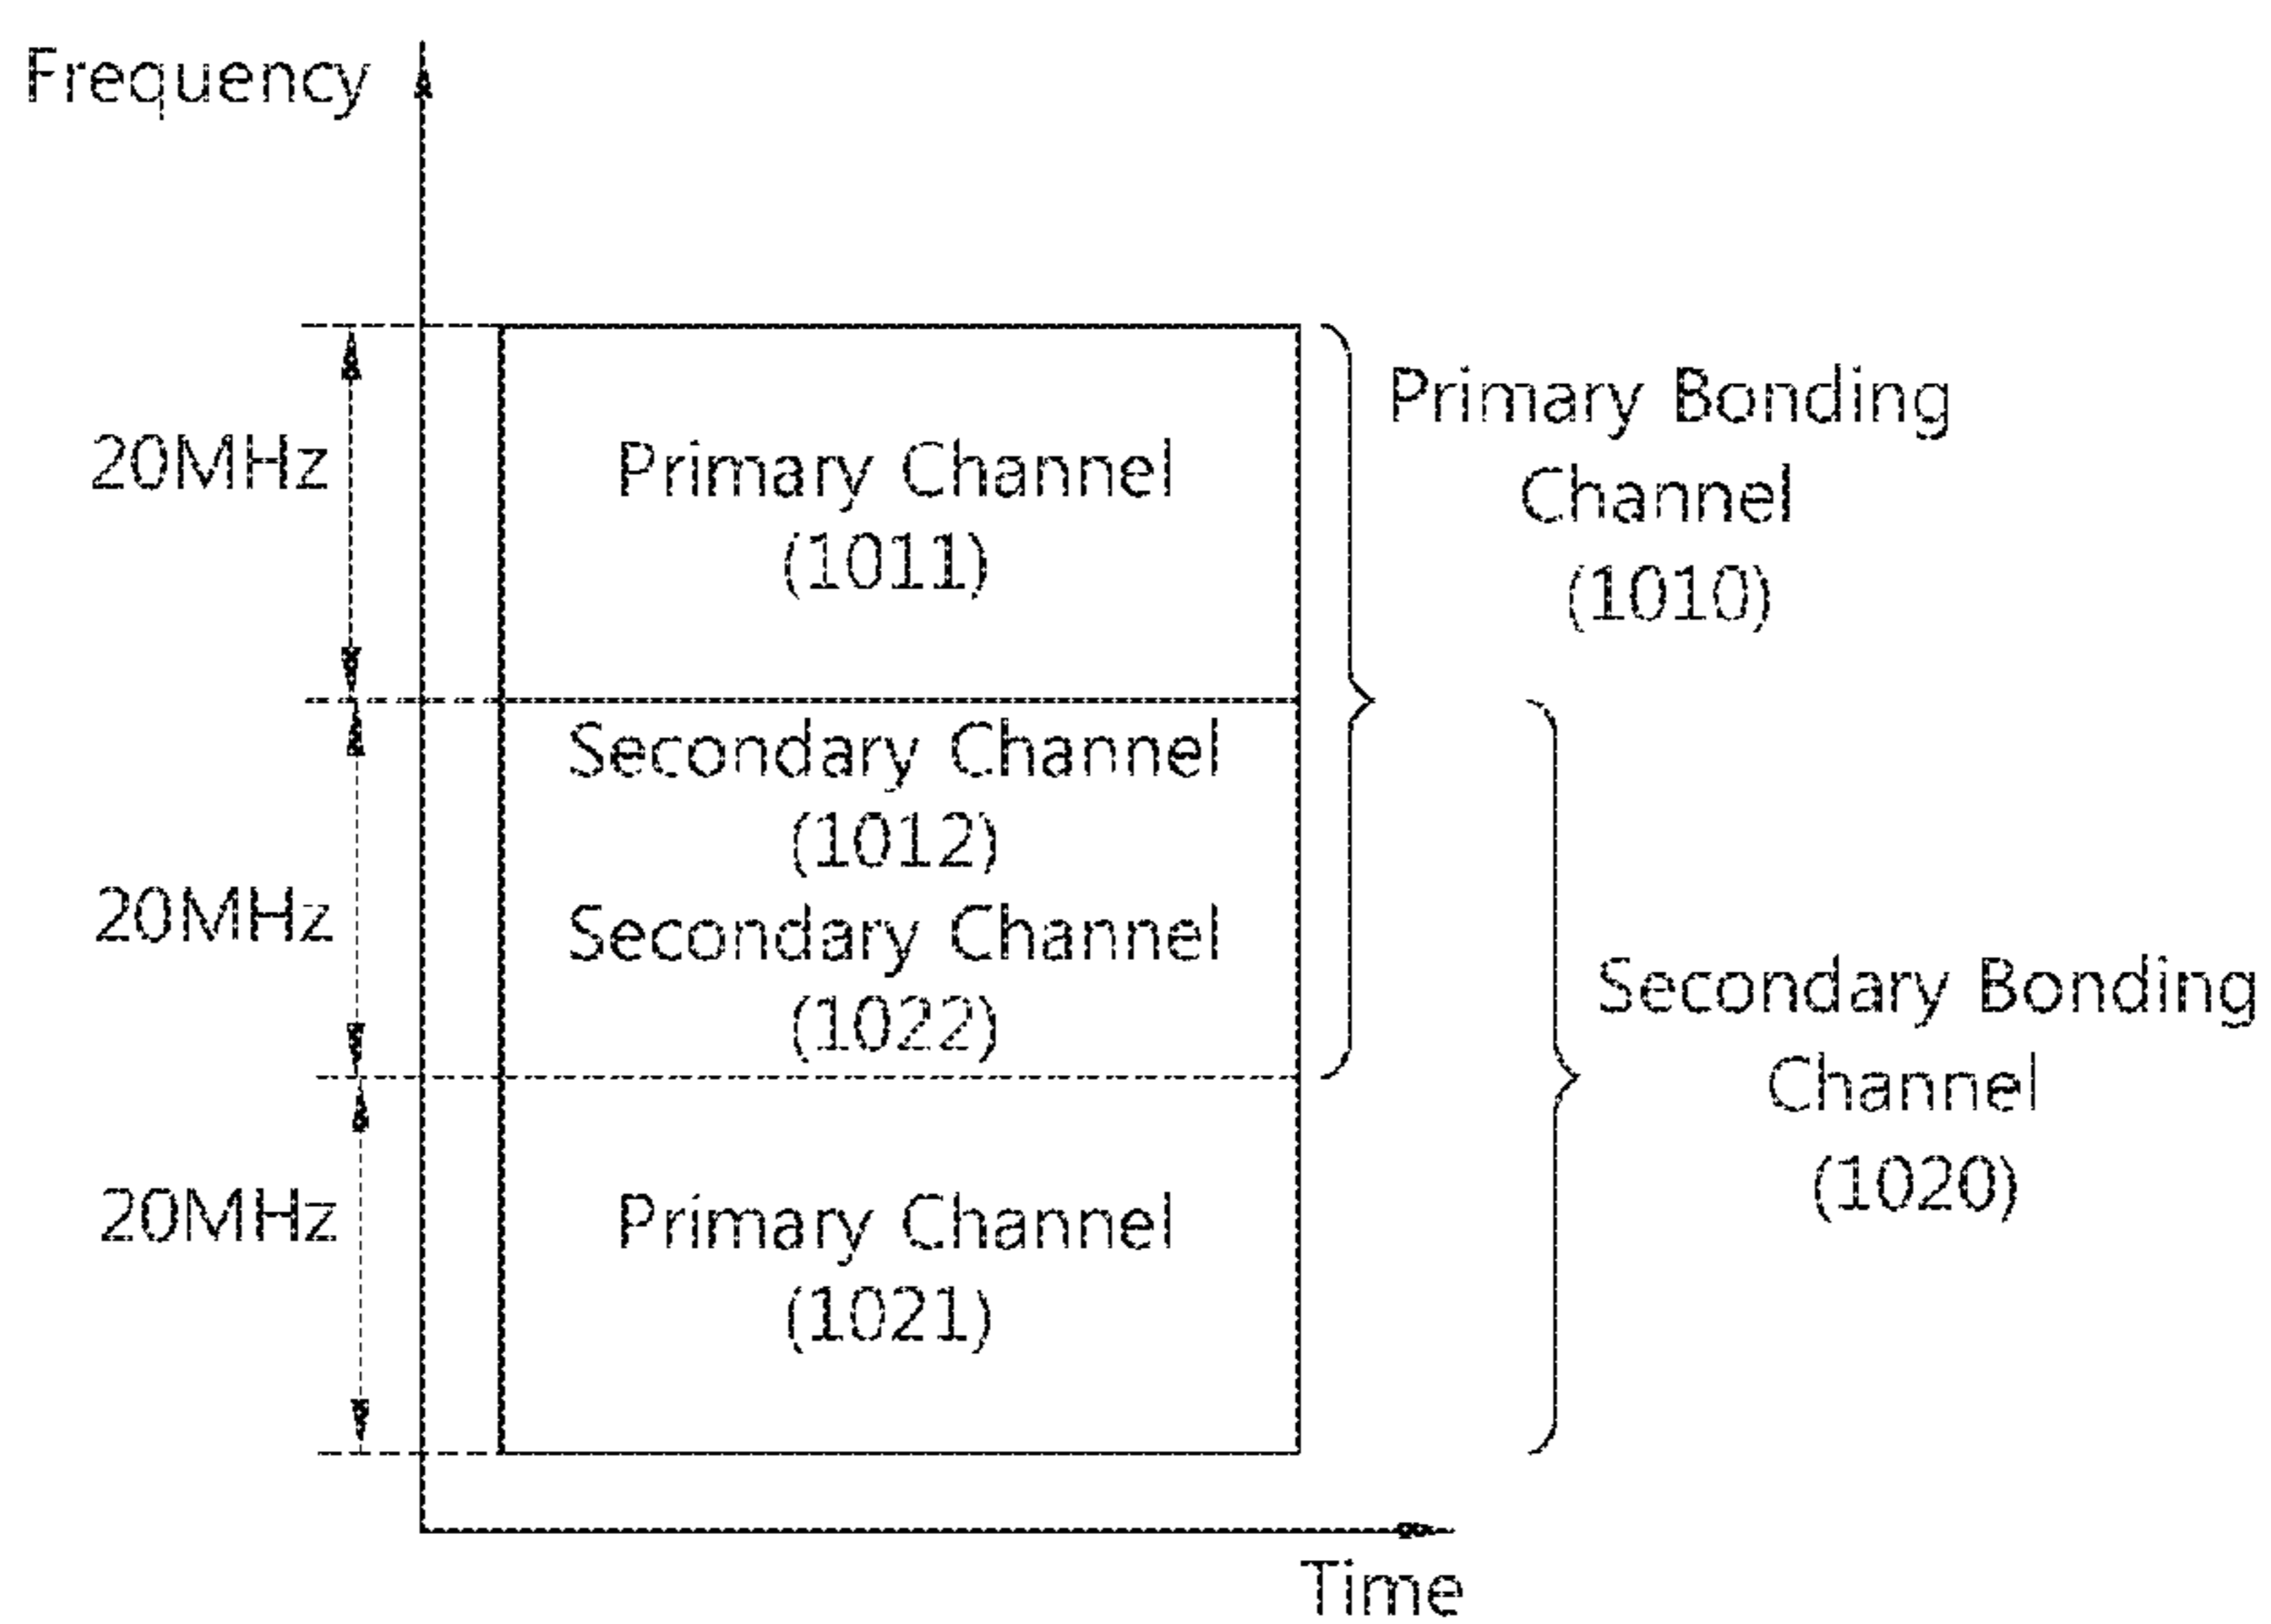 Frequency
20MHz
Primary Channel
(1011)
Primary Bonding
Channel
(1010)
20MHz
Secondary Channel
(1012)
Secondary Channel
(1022)
Secondary Bonding
Channel
(1020)
20MHz
Primary Channel
(1021)
Time